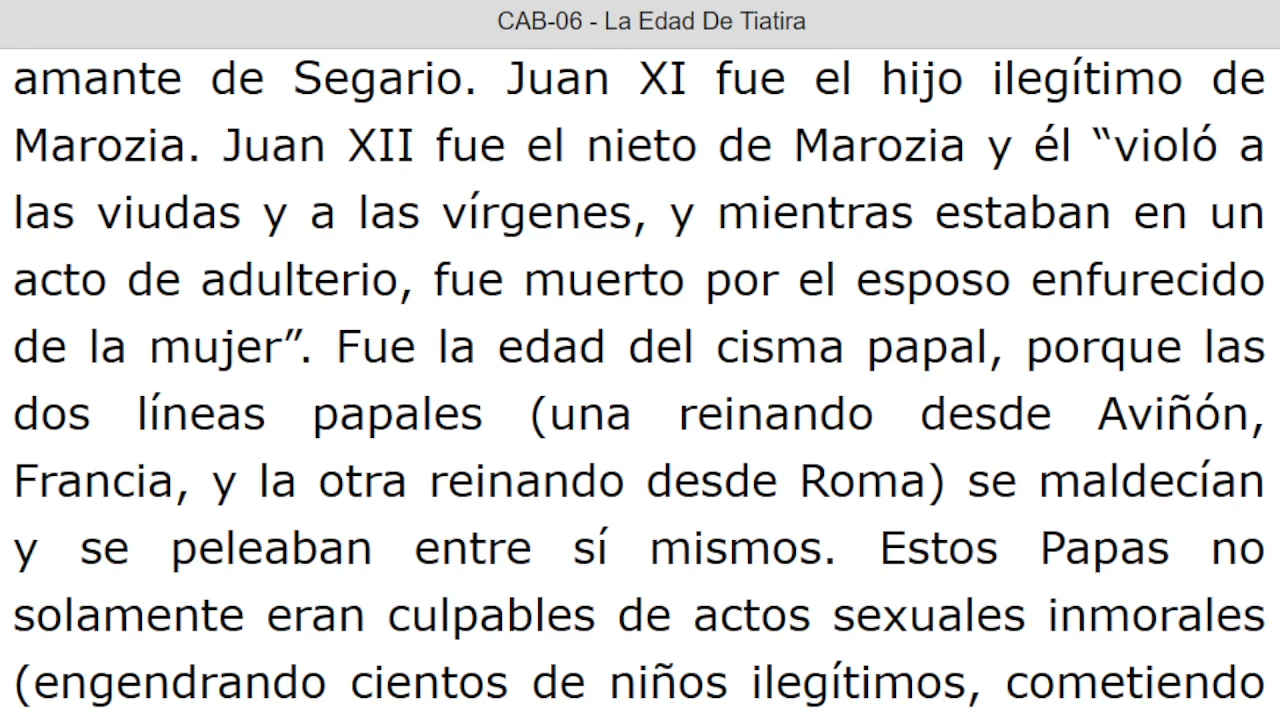 CAB-06 - La Edad De Tiatira
amante de Segario. Juan XI fue el hijo ilegítimo de
Marozia. Juan XII fue el nieto de Marozia y él “violó a
las viudas y a las vírgenes, y mientras estaban en un
acto de adulterio, fue muerto por el esposo enfurecido
de la mujer”. Fue la edad del cisma papal, porque las
dos líneas papales (una reinando desde Aviñón,
Francia, y la otra reinando desde Roma) se maldecían
y se peleaban entre sí mismos. Estos Papas no
solamente eran culpables de actos sexuales inmorales
(engendrando cientos de niños ilegítimos, cometiendo